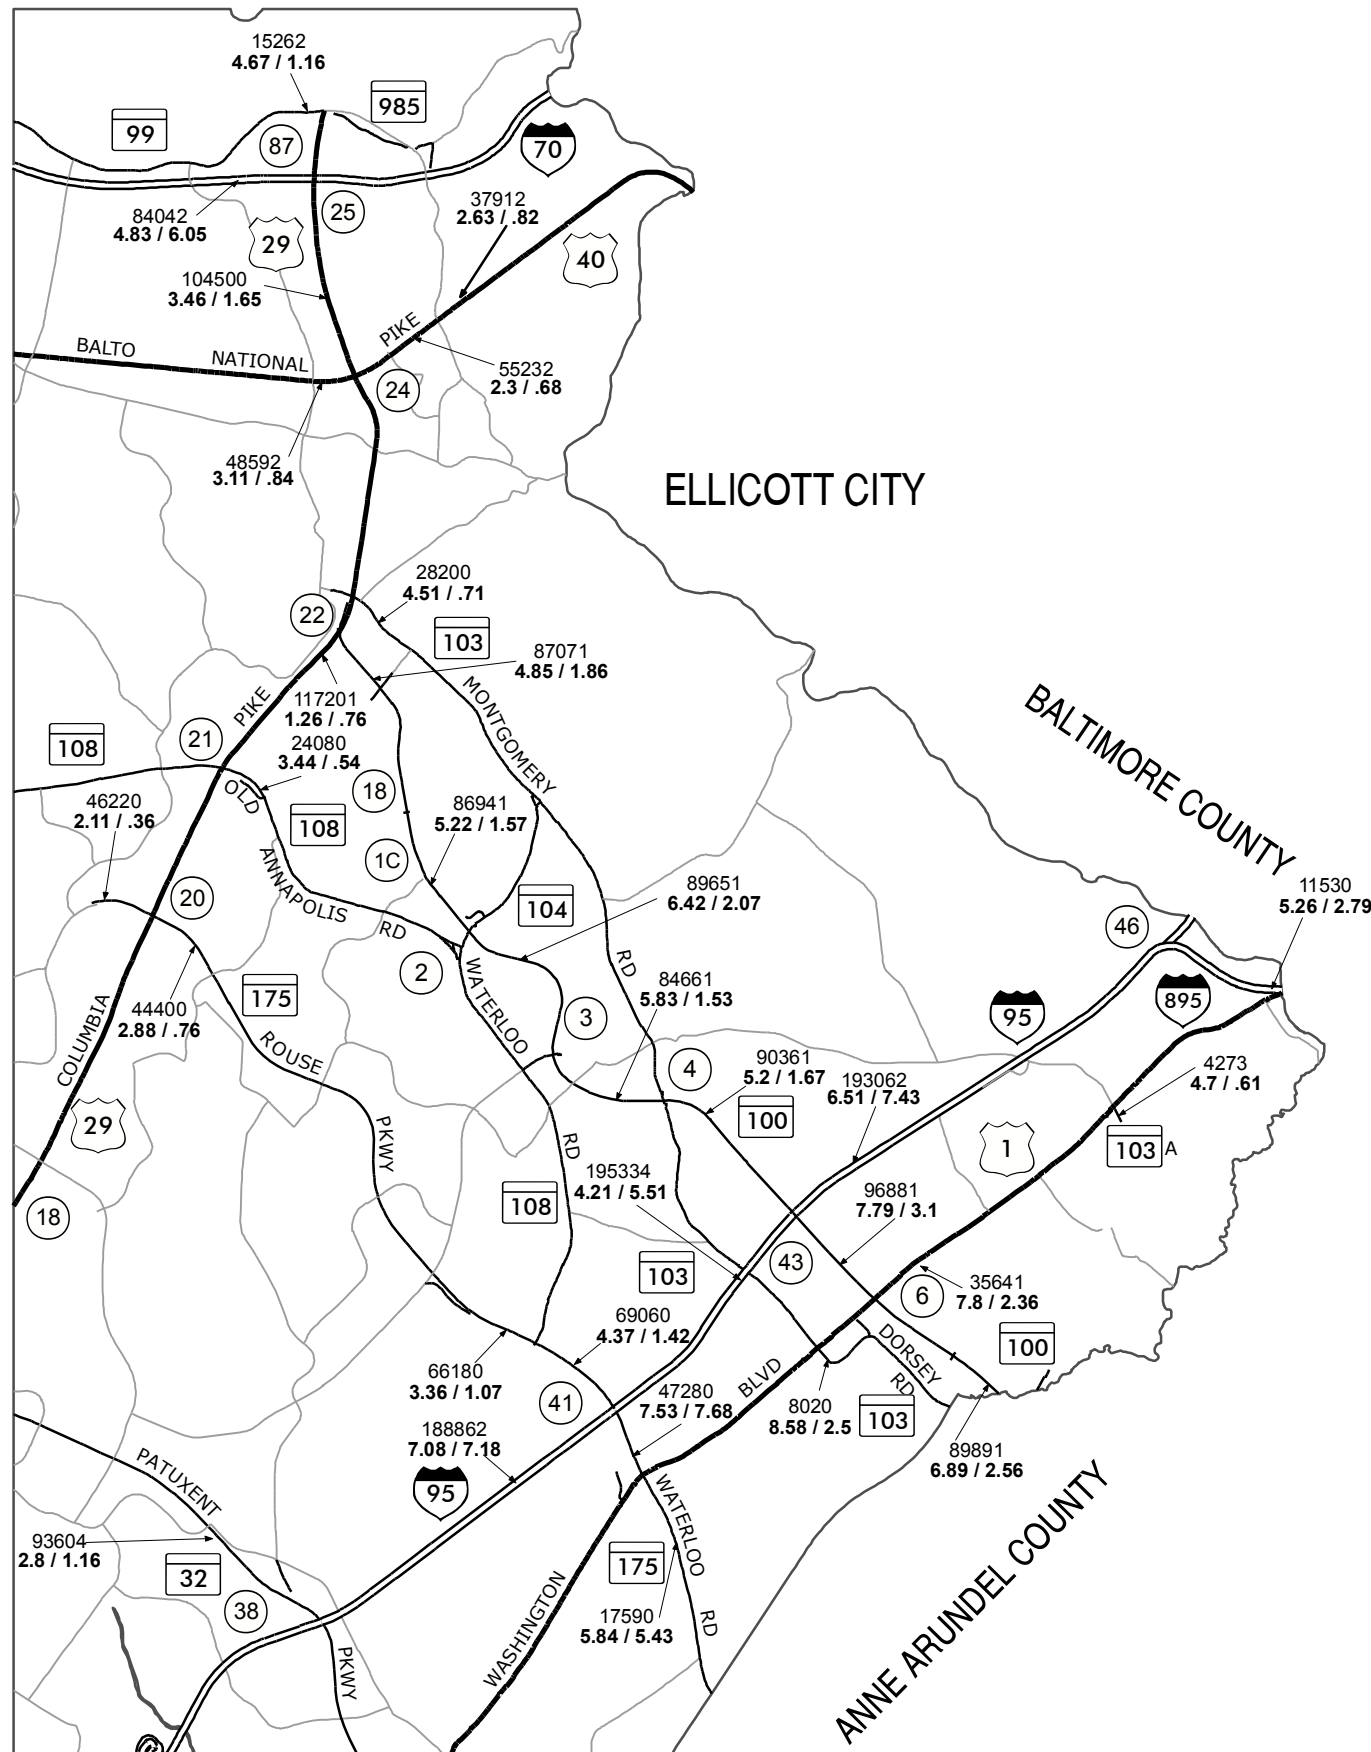 15262
4.67 / 1.16
985
99
87
70
84042
4.83 / 6.05
25
29
37912
2.63 / .82
40
104500
3.46 / 1.65
BALTO NATIONAL PIKE
55232
2.3 / .68
24
48592
3.11 / .84
ELLICOTT CITY
28200
4.51 / .71
22
103
87071
4.85 / 1.86
MONTGOMERY RD
117201
1.26 / .76
PIKE
21
108
24080
3.44 / .54
OLD ANNAPOLIS RD
18
108
46220
2.11 / .36
86941
5.22 / 1.57
1C
BALTIMORE COUNTY
20
104
89651
6.42 / 2.07
11530
5.26 / 2.79
46
2
WATERLOO RD
44400
2.88 / .76
175
84661
5.83 / 1.53
95
895
3
COLUMBIA
ROUSE PKWY
4
90361
5.2 / 1.67
193062
6.51 / 7.43
4273
4.7 / .61
29
100
1
103 A
195334
4.21 / 5.51
108
96881
7.79 / 3.1
18
103
43
6
35641
7.8 / 2.36
69060
4.37 / 1.42
DORSEY RD
100
66180
3.36 / 1.07
41
47280
7.53 / 7.68
BLVD
8020
8.58 / 2.5
103
188862
7.08 / 7.18
89891
6.89 / 2.56
PATUXENT
95
WATERLOO RD
ANNE ARUNDEL COUNTY
93604
2.8 / 1.16
32
175
38
17590
5.84 / 5.43
WASHINGTON
PKWY